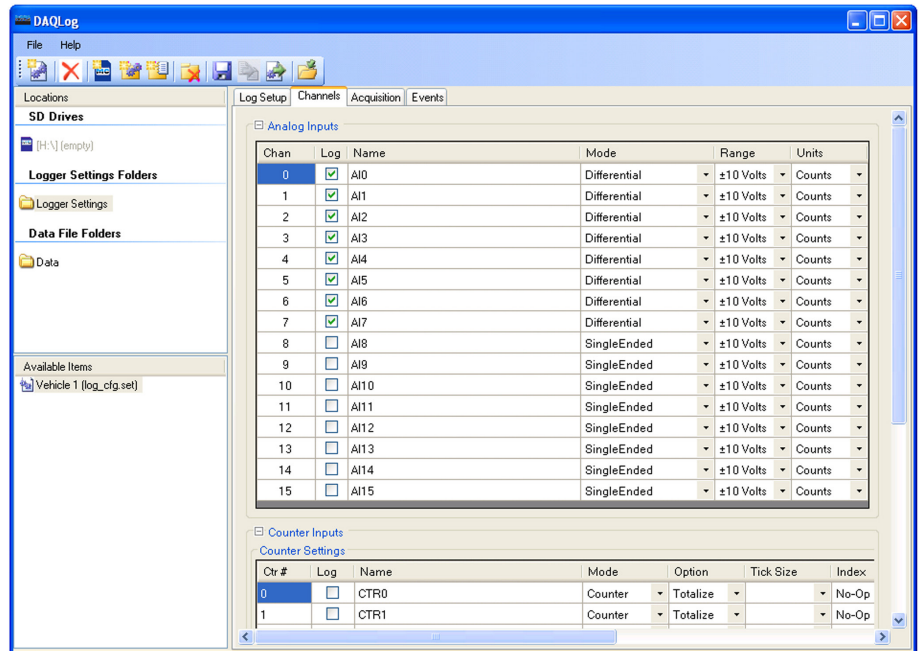 DAQLog
File Help
Locations
SD Drives
[H:\] (empty)
Logger Settings Folders
Logger Settings
Data File Folders
Data
Available Items
Vehicle 1 (log_cfg.set)
Log Setup Channels Acquisition Events
Analog Inputs
Chan Log Name Mode Range Units
0 AI0 Differential ±10 Volts Counts
1 AI1 Differential ±10 Volts Counts
2 AI2 Differential ±10 Volts Counts
3 AI3 Differential ±10 Volts Counts
4 AI4 Differential ±10 Volts Counts
5 AI5 Differential ±10 Volts Counts
6 AI6 Differential ±10 Volts Counts
7 AI7 Differential ±10 Volts Counts
8 AI8 SingleEnded ±10 Volts Counts
9 AI9 SingleEnded ±10 Volts Counts
10 AI10 SingleEnded ±10 Volts Counts
11 AI11 SingleEnded ±10 Volts Counts
12 AI12 SingleEnded ±10 Volts Counts
13 AI13 SingleEnded ±10 Volts Counts
14 AI14 SingleEnded ±10 Volts Counts
15 AI15 SingleEnded ±10 Volts Counts
Counter Inputs
Counter Settings
Ctr # Log Name Mode Option Tick Size Index
0 CTR0 Counter Totalize No-Op
1 CTR1 Counter Totalize No-Op